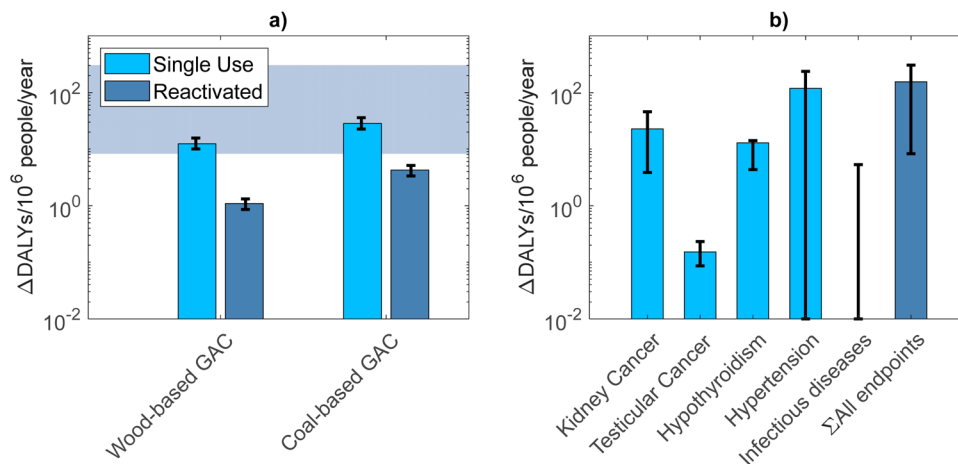 a)
Single Use
Reactivated
10^2
10^0
10^-2
ΔDALYs/10^6 people/year
Wood-based GAC
Coal-based GAC
b)
10^2
10^0
10^-2
ΔDALYs/10^6 people/year
Kidney Cancer
Testicular Cancer
Hypothyroidism
Hypertension
Infectious diseases
ΣAll endpoints